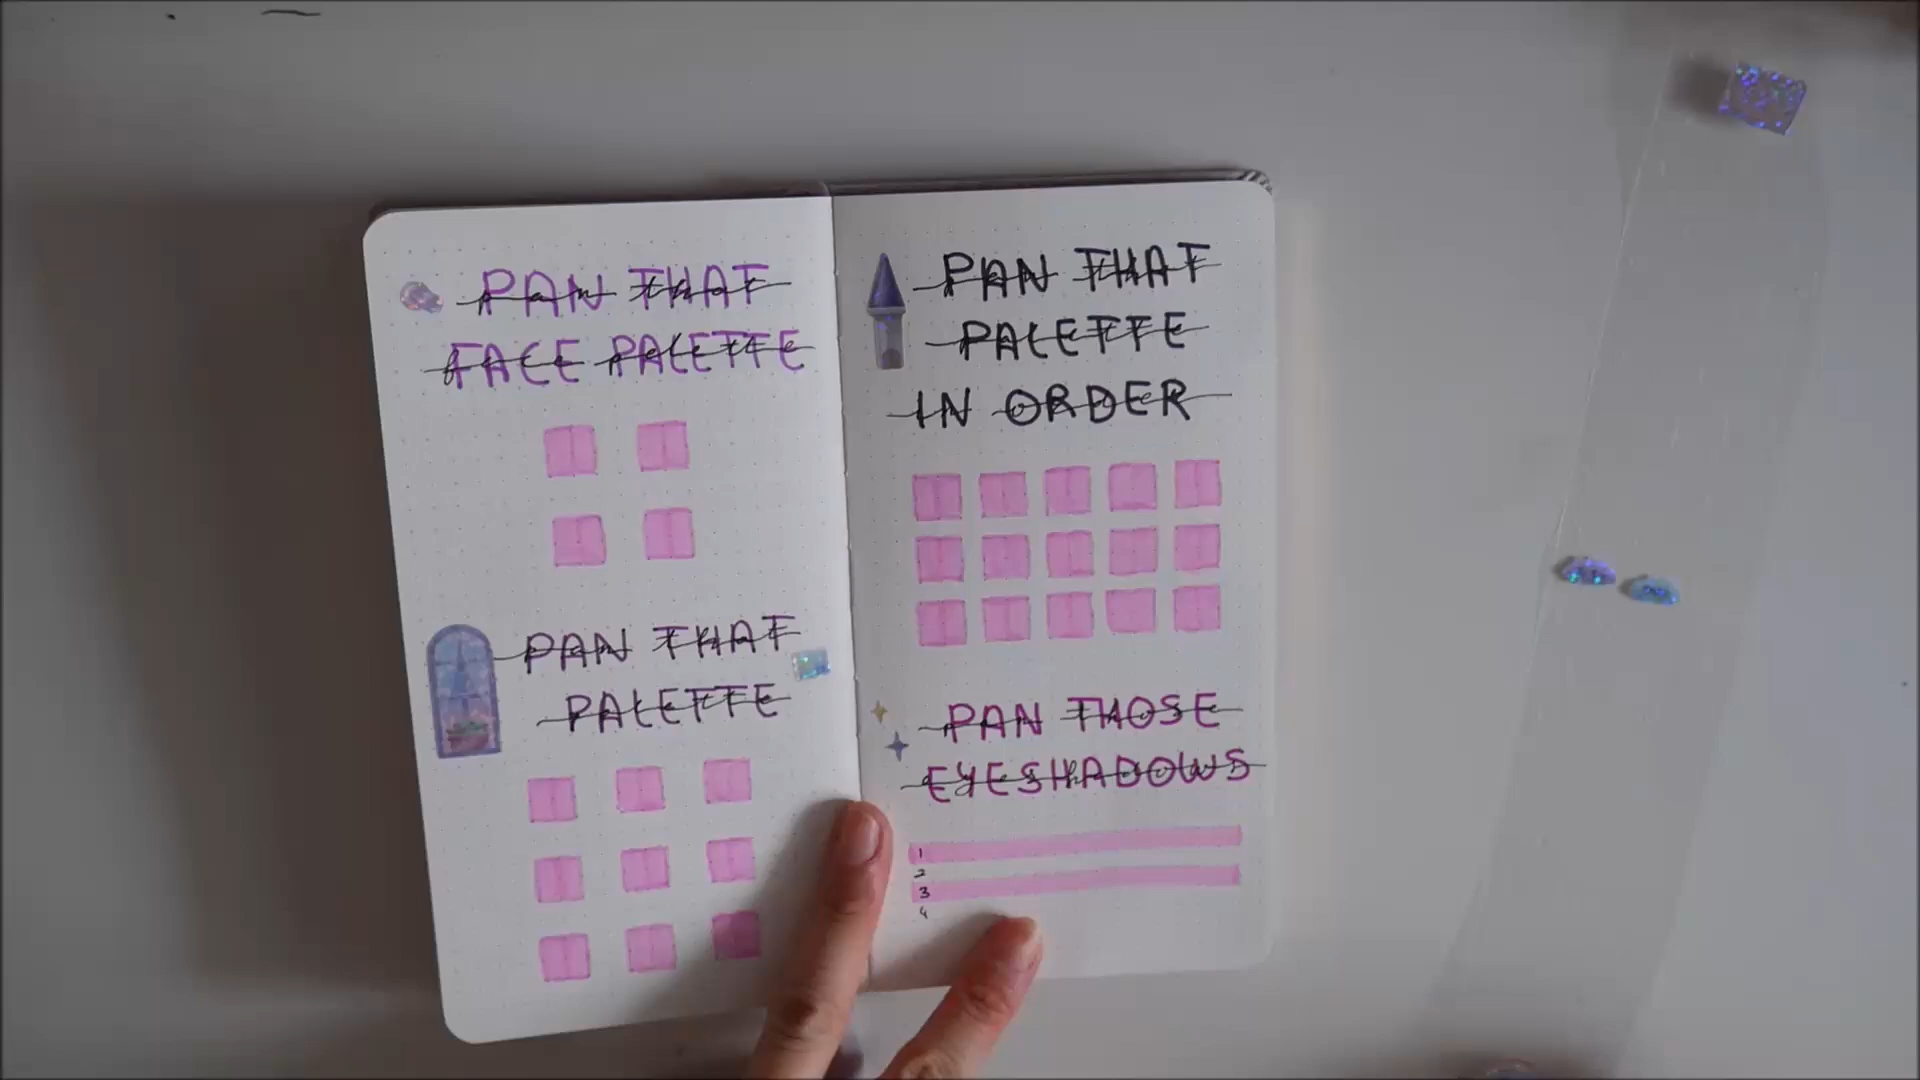 PAN THAT
FACE PALETTE
PAN THAT
PALETTE
PAN THAT
PALETTE
IN ORDER
PAN THOSE
EYESHADOWS
1
2
3
4